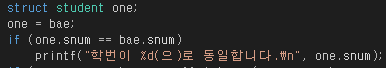 struct student one;
one = bae;
if (one.snum == bae.snum)
printf("학번이 %d(으)로 동일합니다.₩n", one.snum);